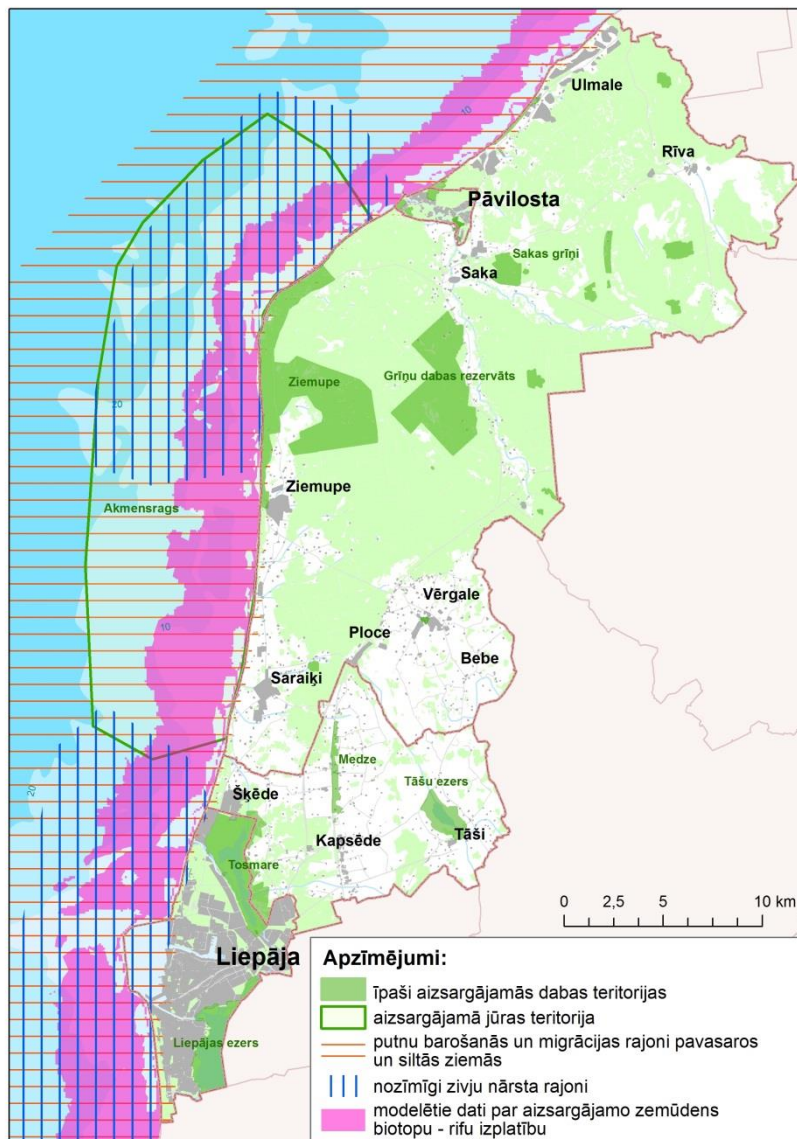 Ulmale
10
Rīva
Pāvilosta
Sakas grīņi
Saka
Ziemupe
Grīņu dabas rezervāts
20
Ziemupe
Akmensrags
Vērgale
10
Ploce
Bebe
Saraiķi
Medze
Tāšu ezers
20
Šķēde
Kapsēde
Tāši
Tosmare
0 2,5 5 10 km
Liepāja
Liepājas ezers
Apzīmējumi:
īpaši aizsargājamās dabas teritorijas
aizsargājamā jūras teritorija
putnu barošanās un migrācijas rajoni pavasaros
un siltās ziemās
nozīmīgi zivju nārsta rajoni
modelētie dati par aizsargājamo zemūdens
biotopu - rifu izplatību